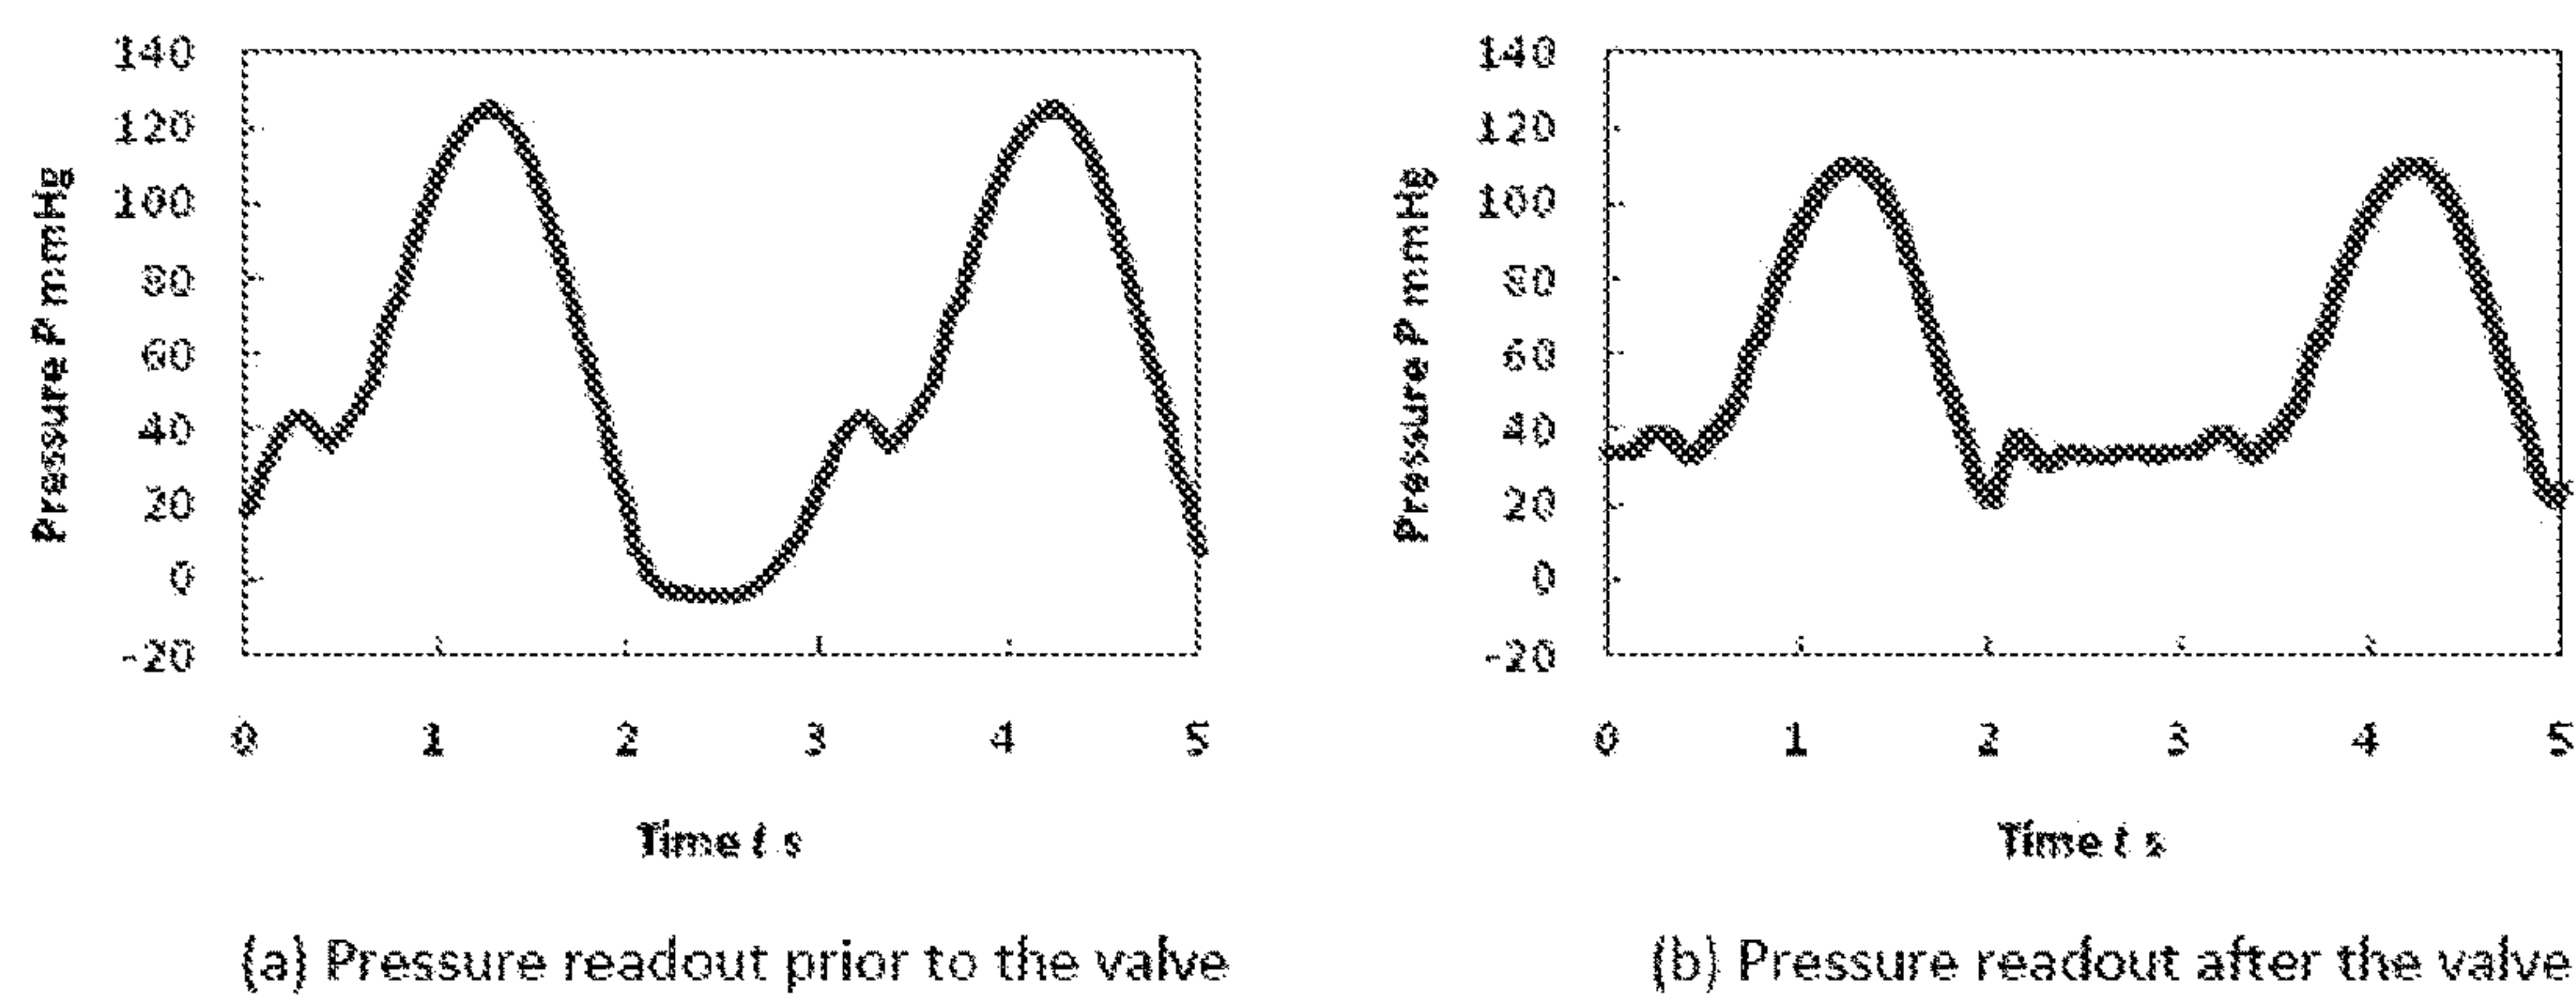 140
120
100
80
60
40
20
0
-20
Pressure P mmHg
0 1 2 3 4 5
Time t s
(a) Pressure readout prior to the valve
140
120
100
80
60
40
20
0
-20
Pressure P mmHg
0 1 2 3 4 5
Time t s
(b) Pressure readout after the valve